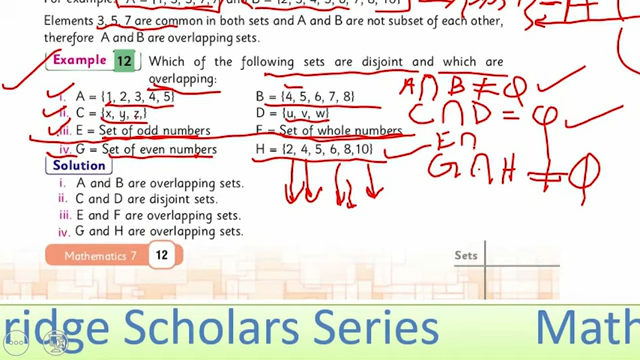 Elements 3, 5, 7 are common in both sets and A and B are not subset of each other,
therefore A and B are overlapping sets.
Example 12 Which of the following sets are disjoint and which are
overlapping:
i. A = {1, 2, 3, 4, 5} B = {4, 5, 6, 7, 8} A ∩ B ≠ φ
ii. C = {x, y, z,} D = {u, v, w} C ∩ D = φ
iii. E = Set of odd numbers F = Set of whole numbers E ∩
iv. G = Set of even numbers H = {2, 4, 5, 6, 8,10} G ∩ H ≠ φ
Solution
i. A and B are overlapping sets.
ii. C and D are disjoint sets.
iii. E and F are overlapping sets.
iv. G and H are overlapping sets.
Mathematics 7 12 Sets
ridge Scholars Series Math